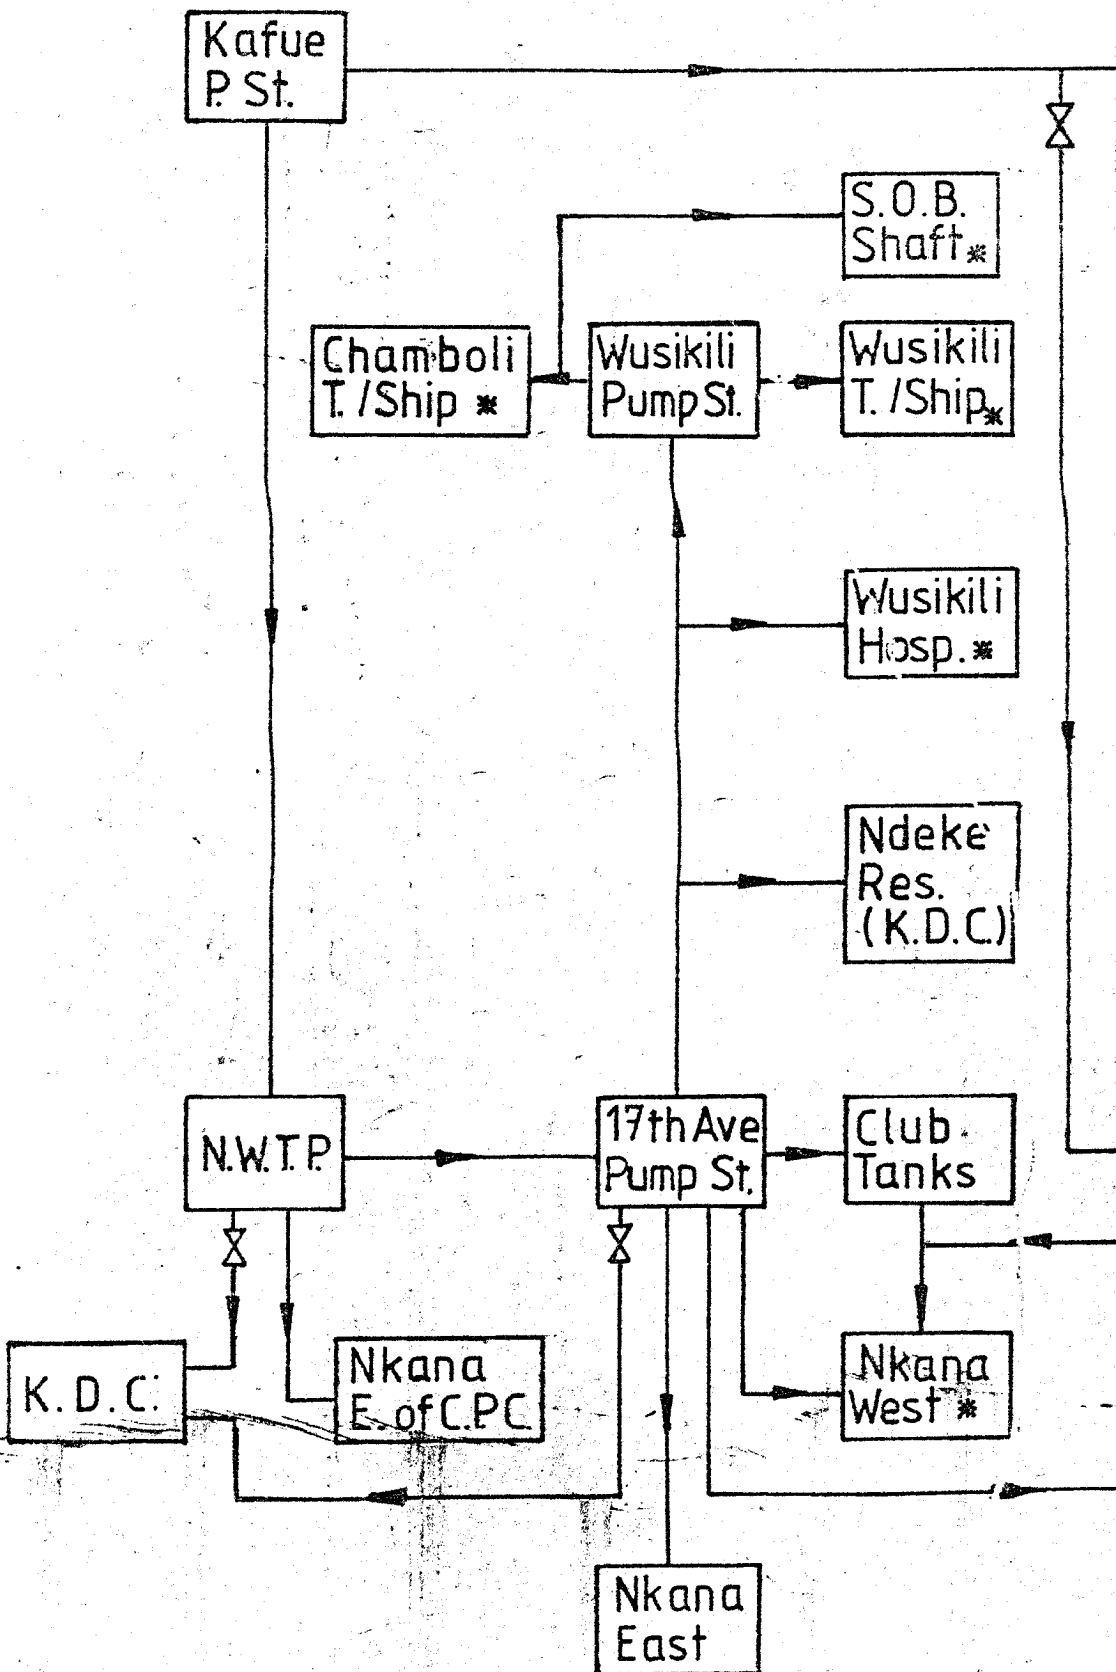 Kafue
P. St.
S.O.B.
Shaft *
Chamboli
T./Ship *
Wusikili
Pump St.
Wusikili
T./Ship *
Wusikili
Hosp. *
Ndeke
Res.
(K.D.C.)
N.W.T.P.
17th Ave
Pump St.
Club
Tanks
K.D.C.
Nkana
E. of C.P.C.
Nkana
West *
Nkana
East